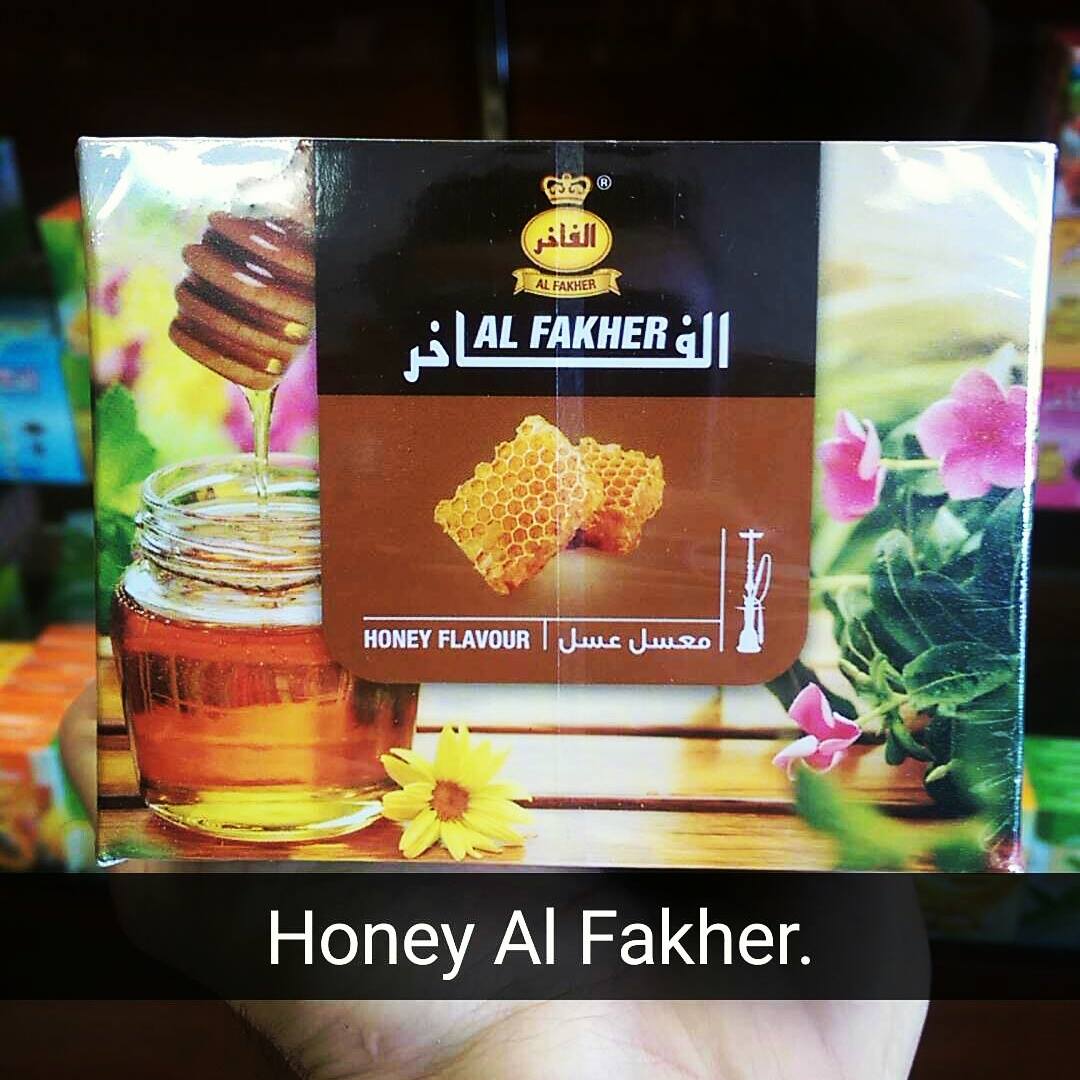 ®
الفاخر
AL FAKHER
الفاخر AL FAKHER
HONEY FLAVOUR | معسل عسل
Honey Al Fakher.